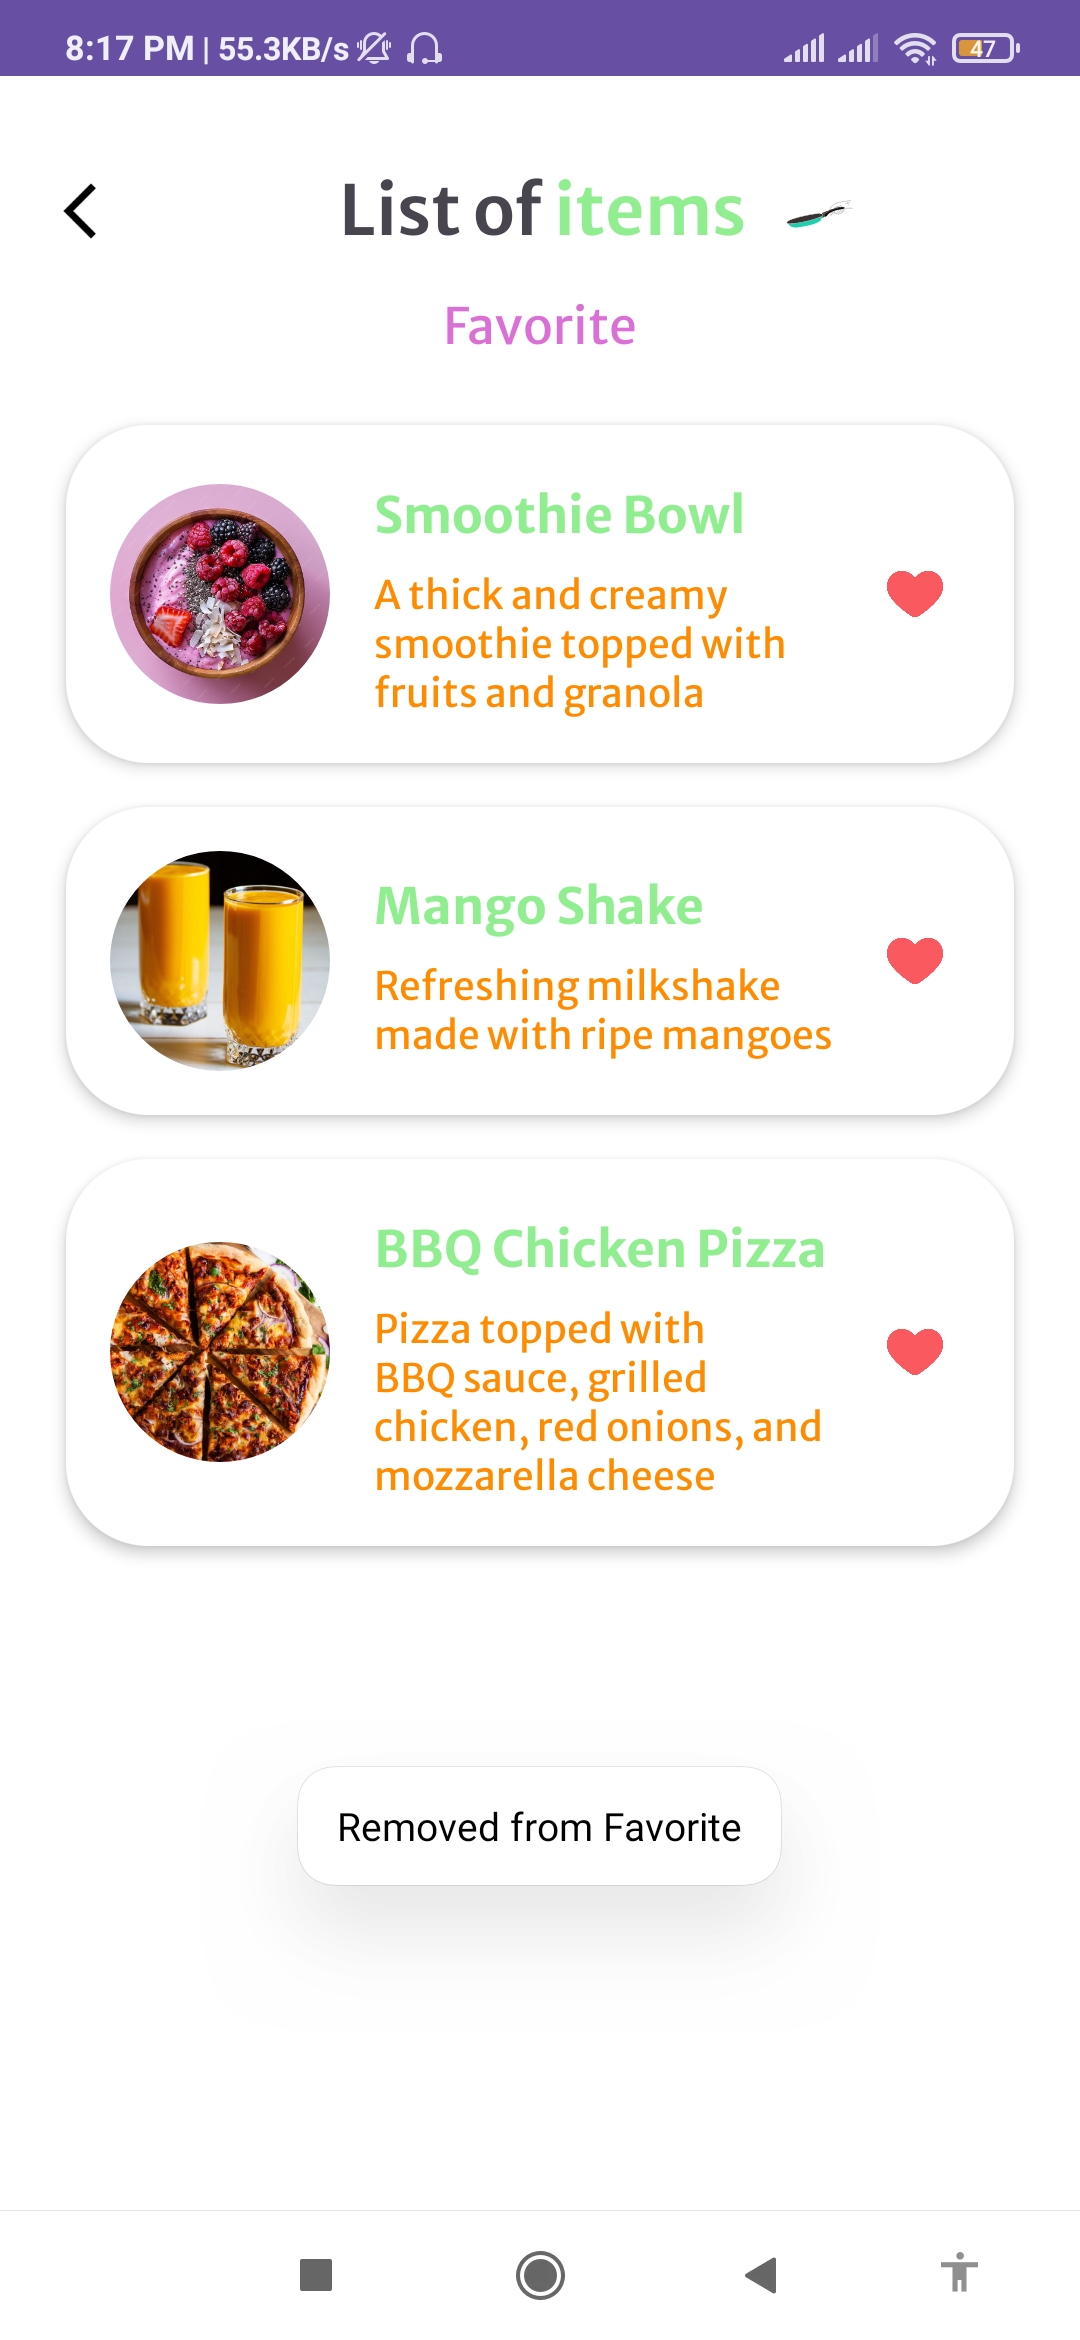 8:17 PM | 55.3KB/s 47
List of items
Favorite
Smoothie Bowl
A thick and creamy
smoothie topped with
fruits and granola
Mango Shake
Refreshing milkshake
made with ripe mangoes
BBQ Chicken Pizza
Pizza topped with
BBQ sauce, grilled
chicken, red onions, and
mozzarella cheese
Removed from Favorite